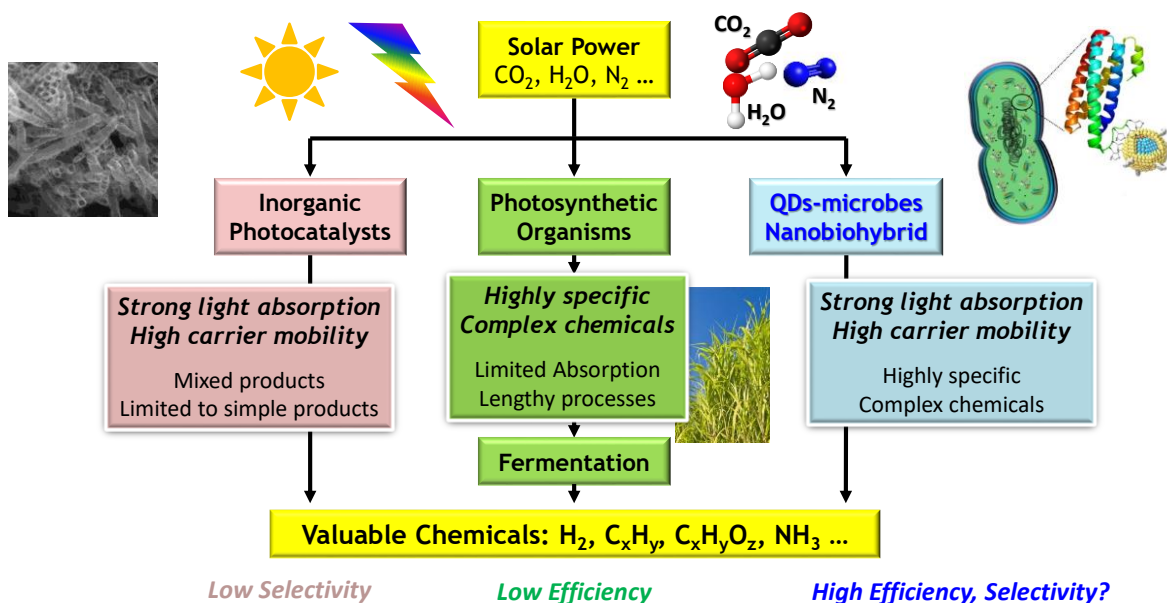 Solar Power
CO₂, H₂O, N₂ ...
CO₂
H₂O
N₂
Inorganic
Photocatalysts
Photosynthetic
Organisms
QDs-microbes
Nanobiohybrid
Strong light absorption
High carrier mobility
Mixed products
Limited to simple products
Highly specific
Complex chemicals
Limited Absorption
Lengthy processes
Strong light absorption
High carrier mobility
Highly specific
Complex chemicals
Fermentation
Valuable Chemicals: H₂, CₓHᵧ, CₓHᵧO₂, NH₃ ...
Low Selectivity
Low Efficiency
High Efficiency, Selectivity?